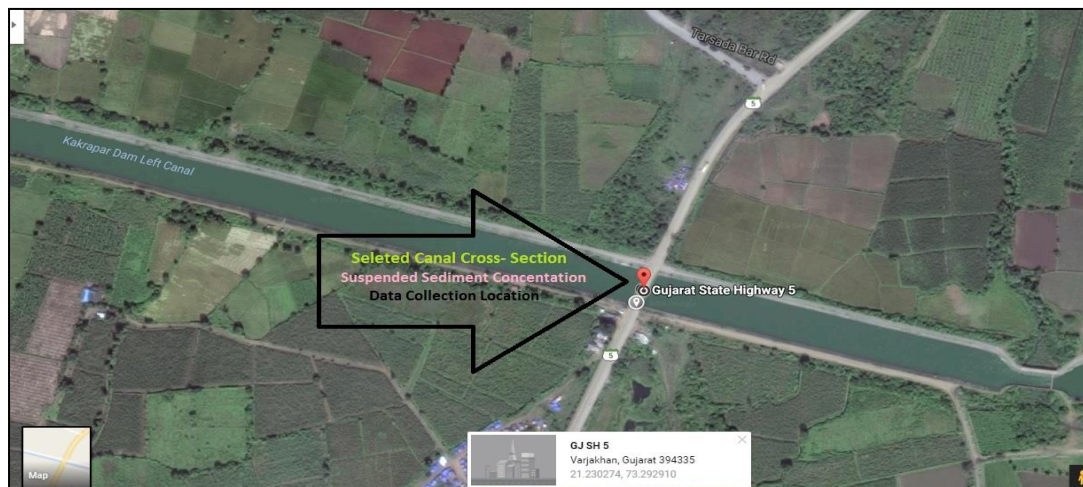 Tarsada Bar Rd
5
Kakrapar Dam Left Canal
Seleted Canal Cross- Section
Suspended Sediment Concentation
Data Collection Location
Gujarat State Highway 5
5
GJ SH 5
Varjakhan, Gujarat 394335
21.230274, 73.292910
Map